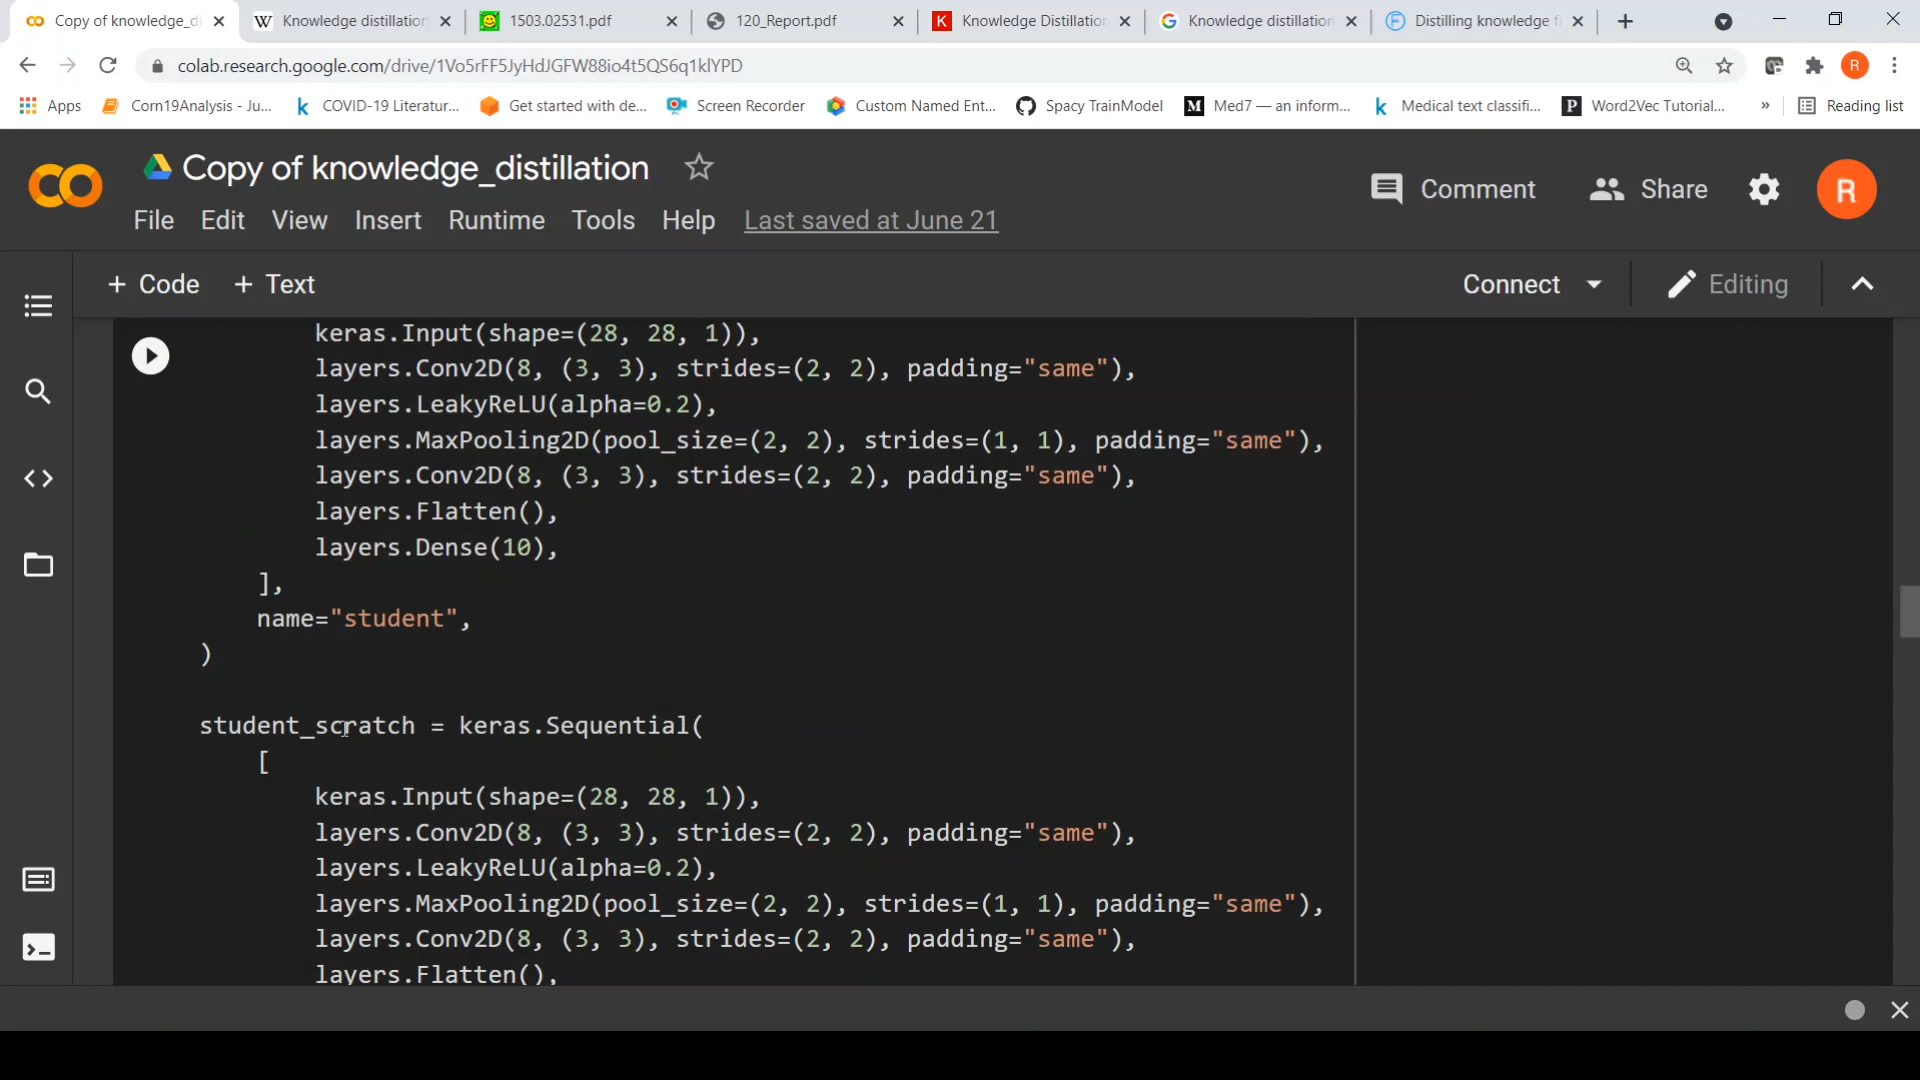 Copy of knowledge_di
Knowledge distillation
1503.02531.pdf
120_Report.pdf
Knowledge Distillation
Knowledge distillation
Distilling knowledge f
colab.research.google.com/drive/1Vo5rFF5JyHdJGFW88io4t5QS6q1klYPD
R
Apps
Corn19Analysis - Ju...
COVID-19 Literatur...
Get started with de...
Screen Recorder
Custom Named Ent...
Spacy TrainModel
Med7 — an inform...
Medical text classifi...
Word2Vec Tutorial...
»
Reading list
Copy of knowledge_distillation
Comment
Share
R
File Edit View Insert Runtime Tools Help Last saved at June 21
+ Code + Text
Connect
Editing
keras.Input(shape=(28, 28, 1)),
layers.Conv2D(8, (3, 3), strides=(2, 2), padding="same"),
layers.LeakyReLU(alpha=0.2),
layers.MaxPooling2D(pool_size=(2, 2), strides=(1, 1), padding="same"),
layers.Conv2D(8, (3, 3), strides=(2, 2), padding="same"),
layers.Flatten(),
layers.Dense(10),
],
name="student",
)
student_scratch = keras.Sequential(
[
keras.Input(shape=(28, 28, 1)),
layers.Conv2D(8, (3, 3), strides=(2, 2), padding="same"),
layers.LeakyReLU(alpha=0.2),
layers.MaxPooling2D(pool_size=(2, 2), strides=(1, 1), padding="same"),
layers.Conv2D(8, (3, 3), strides=(2, 2), padding="same"),
layers.Flatten(),